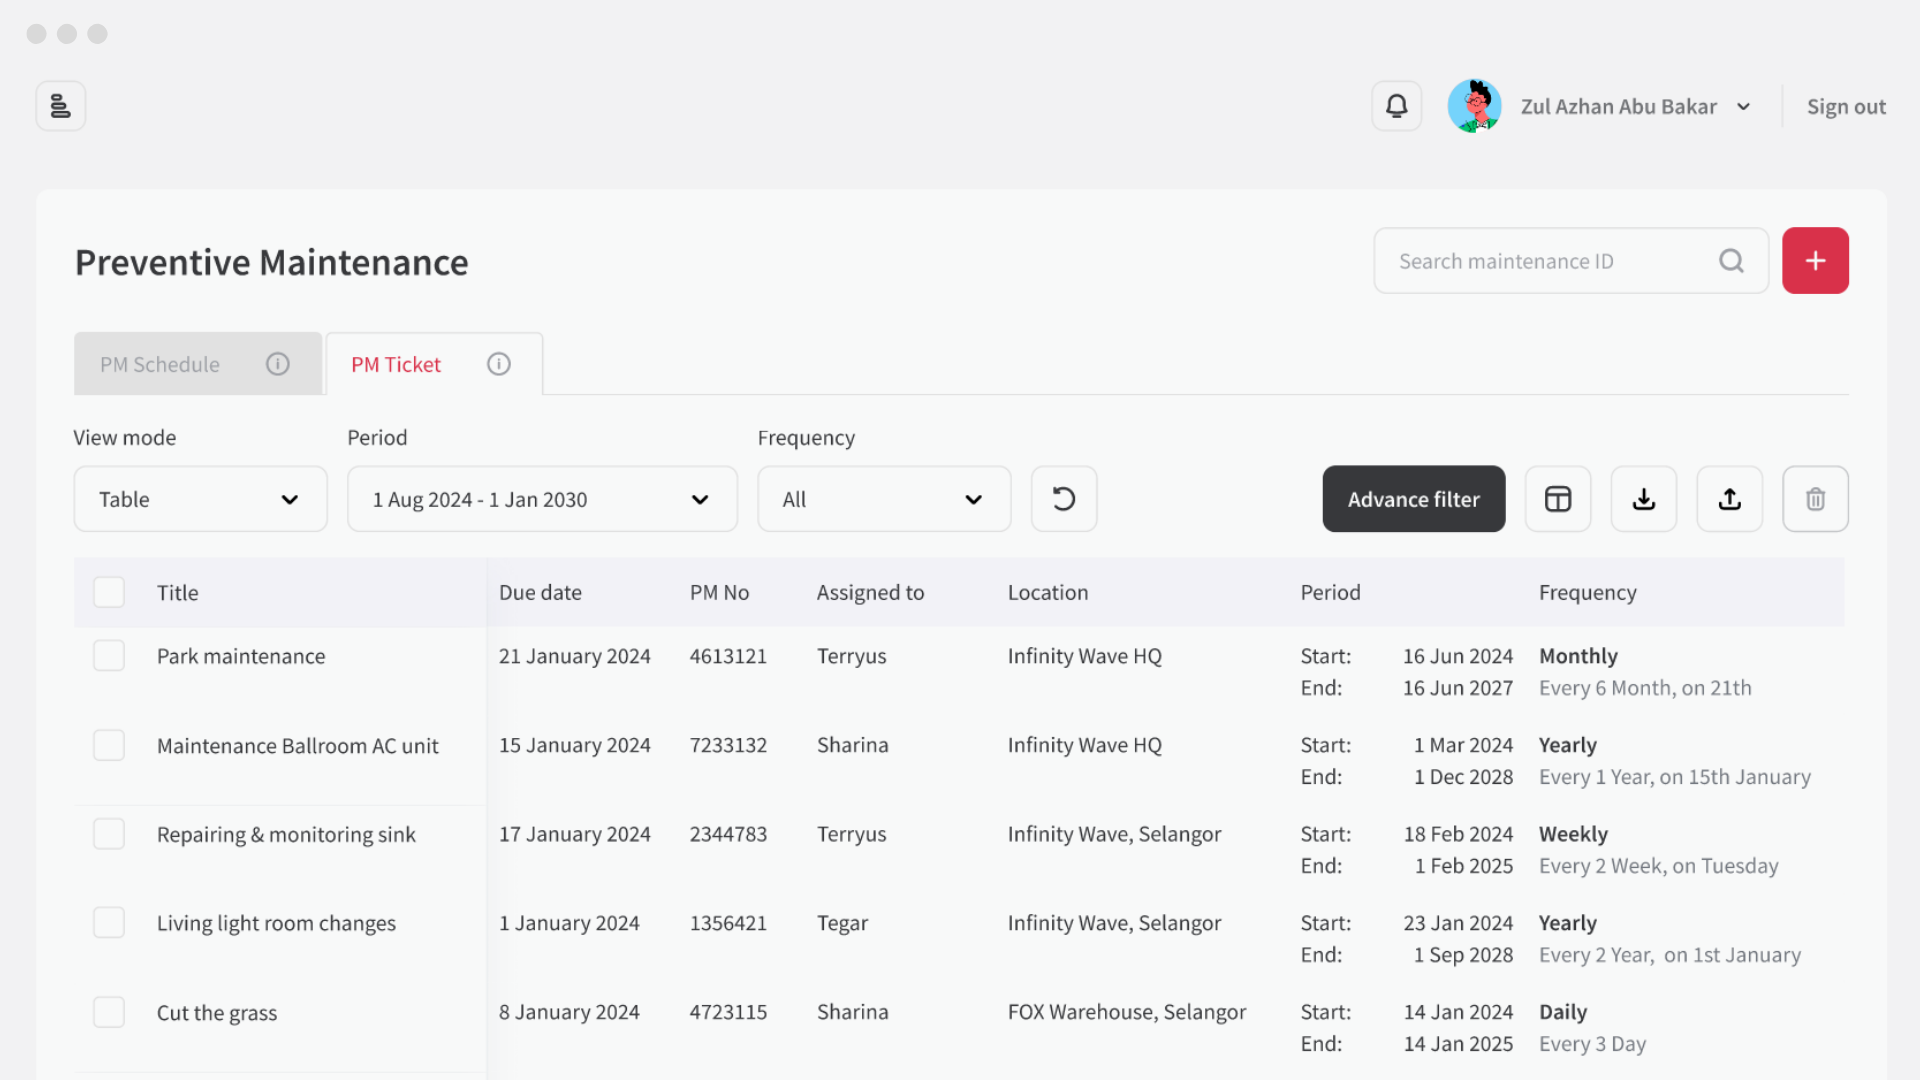 Zul Azhan Abu Bakar
Sign out
Preventive Maintenance
Search maintenance ID
PM Schedule
PM Ticket
View mode
Period
Frequency
Table
1 Aug 2024 - 1 Jan 2030
All
Advance filter
Title Due date PM No Assigned to Location Period Frequency
Park maintenance 21 January 2024 4613121 Terryus Infinity Wave HQ Start: 16 Jun 2024 Monthly
End: 16 Jun 2027 Every 6 Month, on 21th
Maintenance Ballroom AC unit 15 January 2024 7233132 Sharina Infinity Wave HQ Start: 1 Mar 2024 Yearly
End: 1 Dec 2028 Every 1 Year, on 15th January
Repairing & monitoring sink 17 January 2024 2344783 Terryus Infinity Wave, Selangor Start: 18 Feb 2024 Weekly
End: 1 Feb 2025 Every 2 Week, on Tuesday
Living light room changes 1 January 2024 1356421 Tegar Infinity Wave, Selangor Start: 23 Jan 2024 Yearly
End: 1 Sep 2028 Every 2 Year, on 1st January
Cut the grass 8 January 2024 4723115 Sharina FOX Warehouse, Selangor Start: 14 Jan 2024 Daily
End: 14 Jan 2025 Every 3 Day